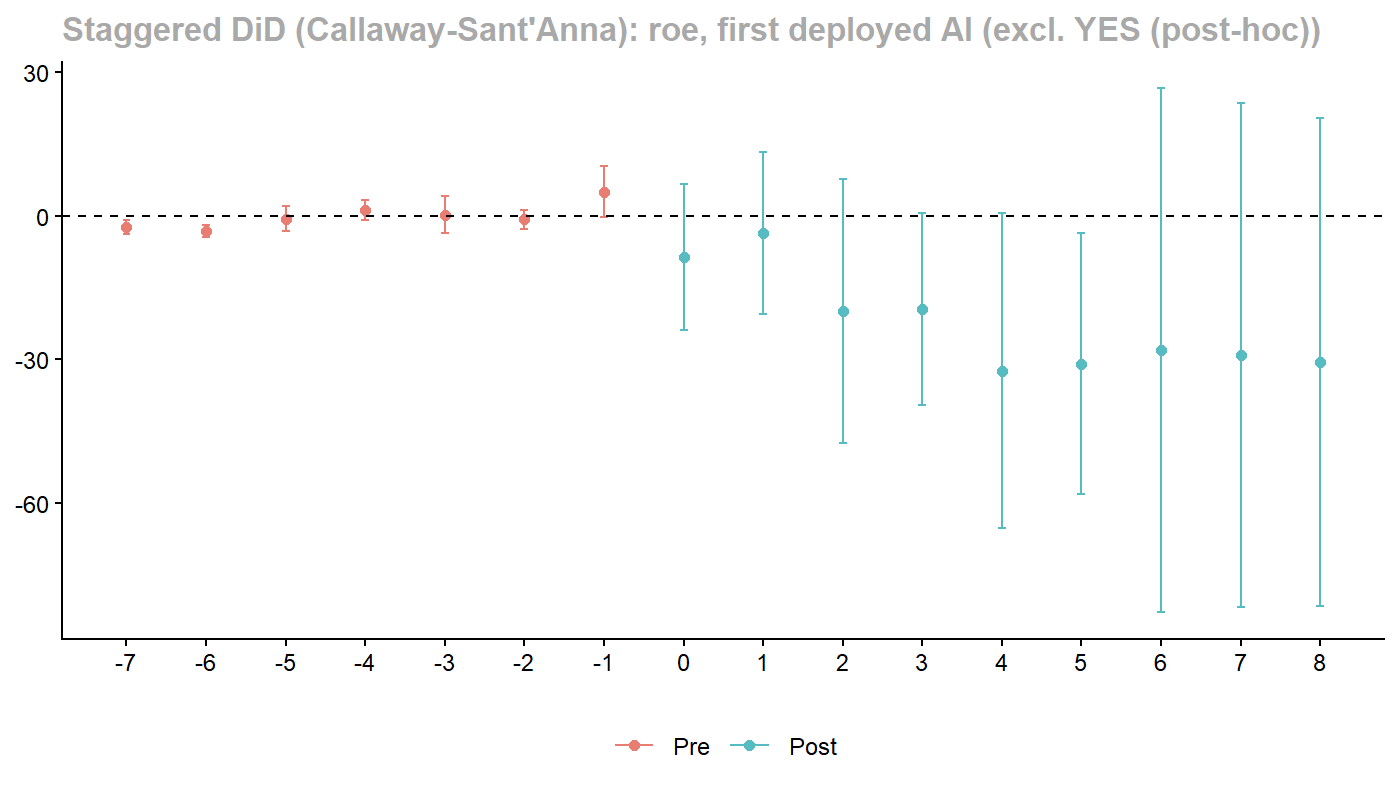 Staggered DiD (Callaway-Sant'Anna): roe, first deployed AI (excl. YES (post-hoc))
30
0
-30
-60
-7 -6 -5 -4 -3 -2 -1 0 1 2 3 4 5 6 7 8
Pre Post